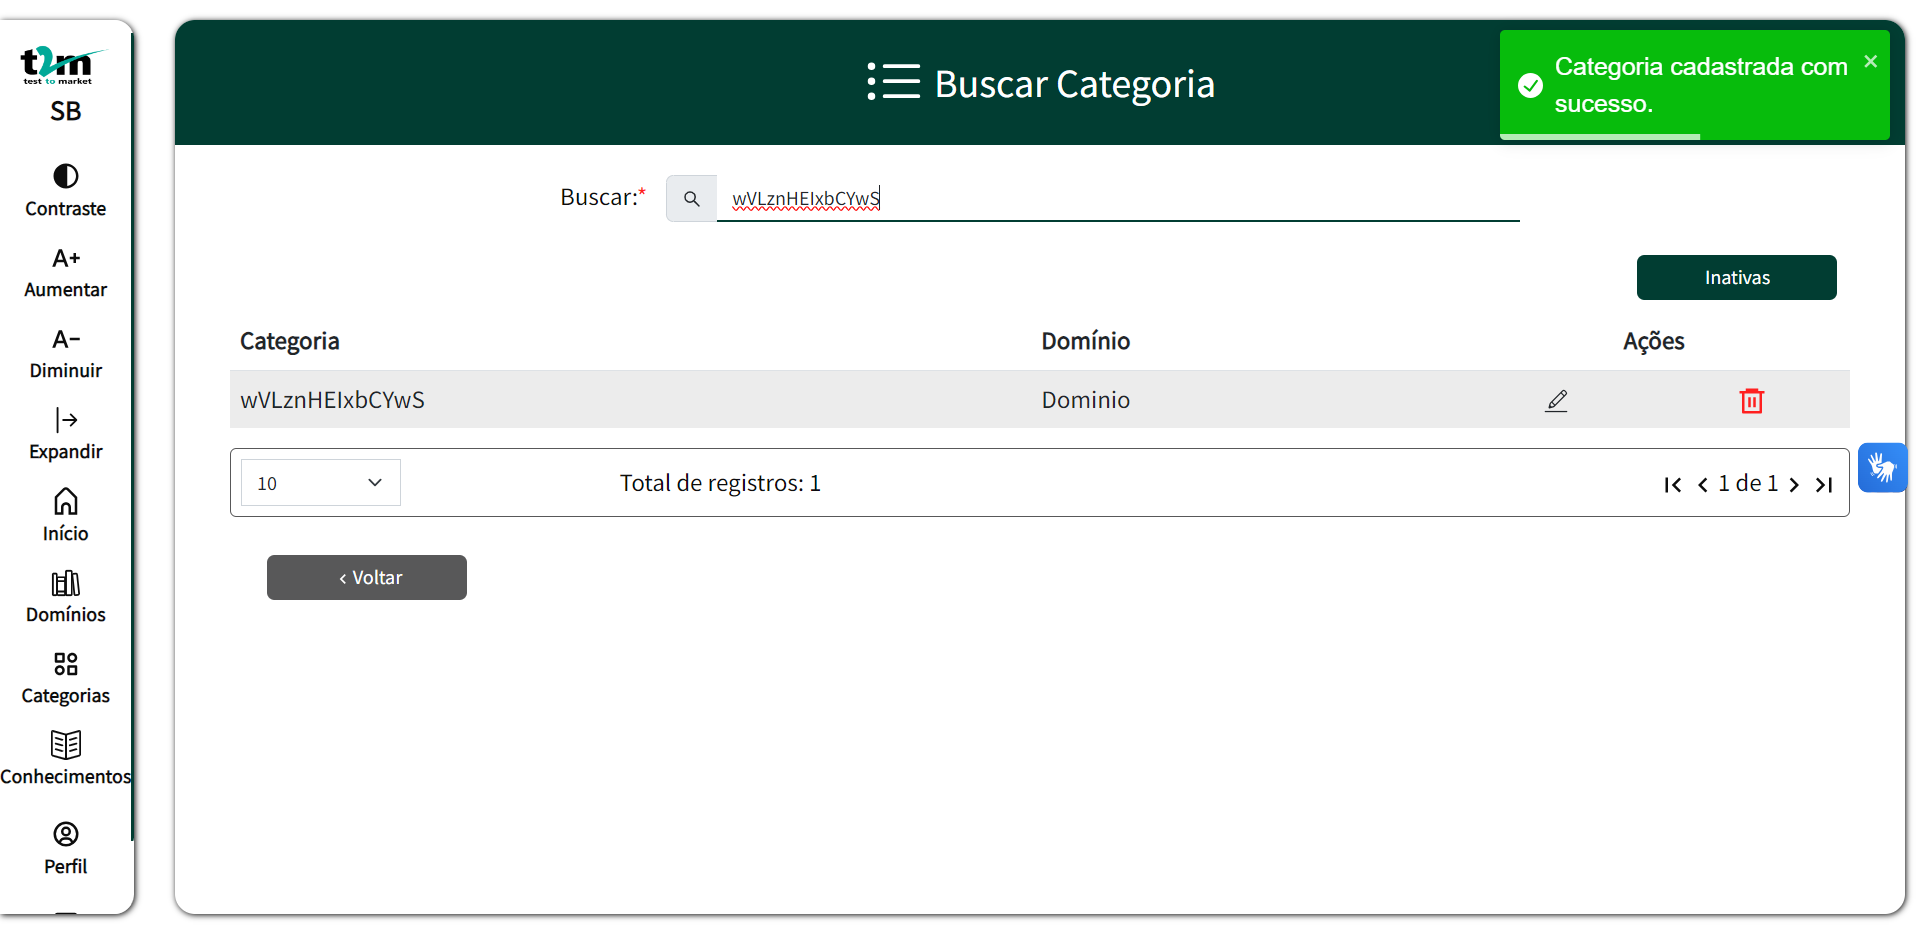 t2m
test to market
SB
Contraste
A+
Aumentar
A-
Diminuir
Expandir
Início
Domínios
Categorias
Conhecimentos
Perfil
Buscar Categoria
Categoria cadastrada com
sucesso.
Buscar:*
wVLznHEIxbCYwS
Inativas
Categoria Domínio Ações
wVLznHEIxbCYwS Dominio
10 Total de registros: 1 1 de 1
‹ Voltar